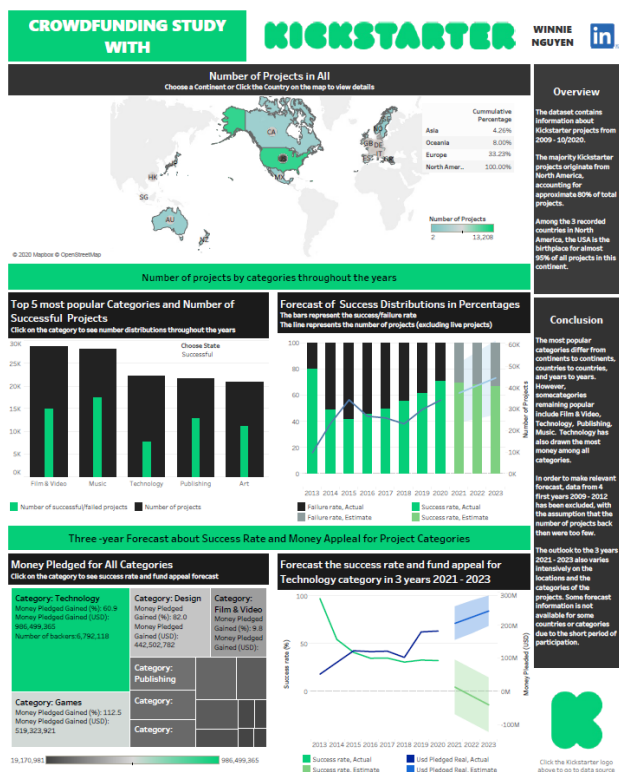 CROWDFUNDING STUDY
WITH
KICKSTARTER
WINNIE
NGUYEN
in
Number of Projects in All
Choose a Continent or Click the Country on the map to view details
CA
MX
HK
SG
AU
NZ
GB
DE
IT
Cummulative
Percentage
Asia 4.26%
Oceania 8.00%
Europe 33.23%
North Amer.. 100.00%
Number of Projects
2 13,208
© 2020 Mapbox © OpenStreetMap
Overview
The dataset contains
information about
Kickstarter projects from
2009 - 10/2020.
The majority Kickstarter
projects originate from
North America,
accounting for
approximate 80% of total
projects.
Among the 3 recorded
countries in North
America, the USA is the
birthplace for almost
95% of all projects in this
continent.
Number of projects by categories throughout the years
Top 5 most popular Categories and Number of
Successful Projects
Click on the category to see number distributions throughout the years
Choose State
Successful
30K
25K
20K
15K
10K
5K
0K
Film & Video Music Technology Publishing Art
Number of successful/failed projects Number of projects
Forecast of Success Distributions in Percentages
The bars represent the success/failure rate
The line represents the number of projects (excluding live projects)
100
80
60
40
20
0
60K
50K
40K
30K
20K
10K
0K
Number of Projects
2013 2014 2015 2016 2017 2018 2019 2020 2021 2022 2023
Failure rate, Actual Success rate, Actual
Failure rate, Estimate Success rate, Estimate
Conclusion
The most popular
categories differ from
continents to continents,
countries to countries,
and years to years.
However,
somecategories
remaining popular
include Film & Video,
Technology, Publishing,
Music. Technology has
also drawn the most
money among all
categories.
In order to make relevant
forecast, data from 4
first years 2009 - 2012
has been excluded, with
the assumption that the
number of projects back
then were too few.
The outlook to the 3 years
2021 - 2023 also varies
intensively on the
locations and the
categories of the
projects. Some forecast
information is not
available for some
countries or categories
due to the short period of
participation.
Three -year Forecast about Success Rate and Money Appleal for Project Categories
Money Pledged for All Categories
Click on the category to see success rate and fund appeal forecast
Category: Technology
Money Pledged Gained (%): 60.9
Money Pledged Gained (USD):
986,499,365
Number of backers:6,792,118
Category: Games
Money Pledged Gained (%): 112.5
Money Pledged Gained (USD):
519,323,921
Category: Design
Money Pledged
Gained (%): 82.0
Money Pledged
Gained (USD):
442,502,782
Category:
Film & Video
Money Pledged
Gained (%): 9.8
Money Pledged
Gained (USD):
Category:
Publishing
Category:
Category:
19,170,981 986,499,365
Forecast the success rate and fund appeal for
Technology category in 3 years 2021 - 2023
Success rate (%)
100
50
0
300M
200M
100M
0M
-100M
Money Pleaded (USD)
2013 2014 2015 2016 2017 2018 2019 2020 2021 2022 2023
Success rate, Actual Usd Pledged Real, Actual
Success rate, Estimate Usd Pledged Real, Estimate
Click the Kickstarter logo
above to go to data source